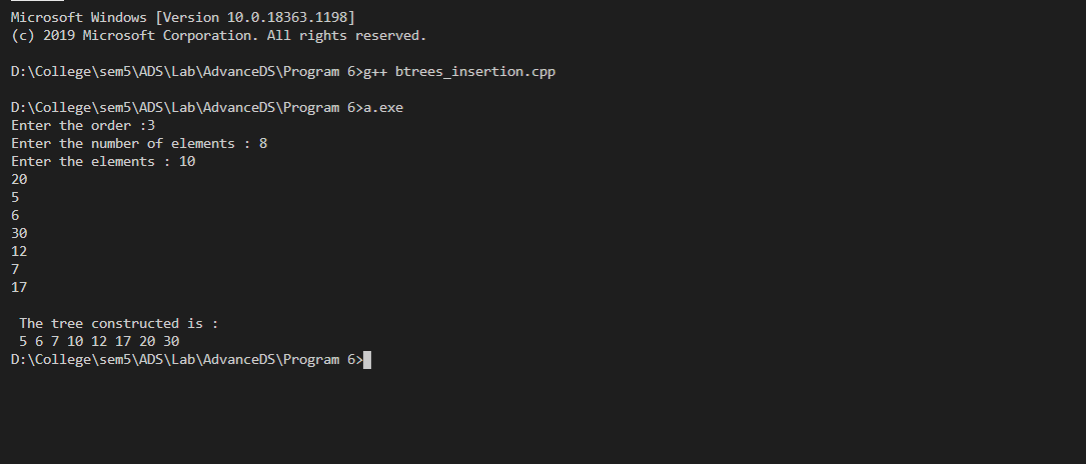 Microsoft Windows [Version 10.0.18363.1198]
(c) 2019 Microsoft Corporation. All rights reserved.
D:\College\sem5\ADS\Lab\AdvanceDS\Program 6>g++ btrees_insertion.cpp
D:\College\sem5\ADS\Lab\AdvanceDS\Program 6>a.exe
Enter the order :3
Enter the number of elements : 8
Enter the elements : 10
20
5
6
30
12
7
17
The tree constructed is :
5 6 7 10 12 17 20 30
D:\College\sem5\ADS\Lab\AdvanceDS\Program 6>